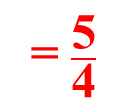 = 5/4